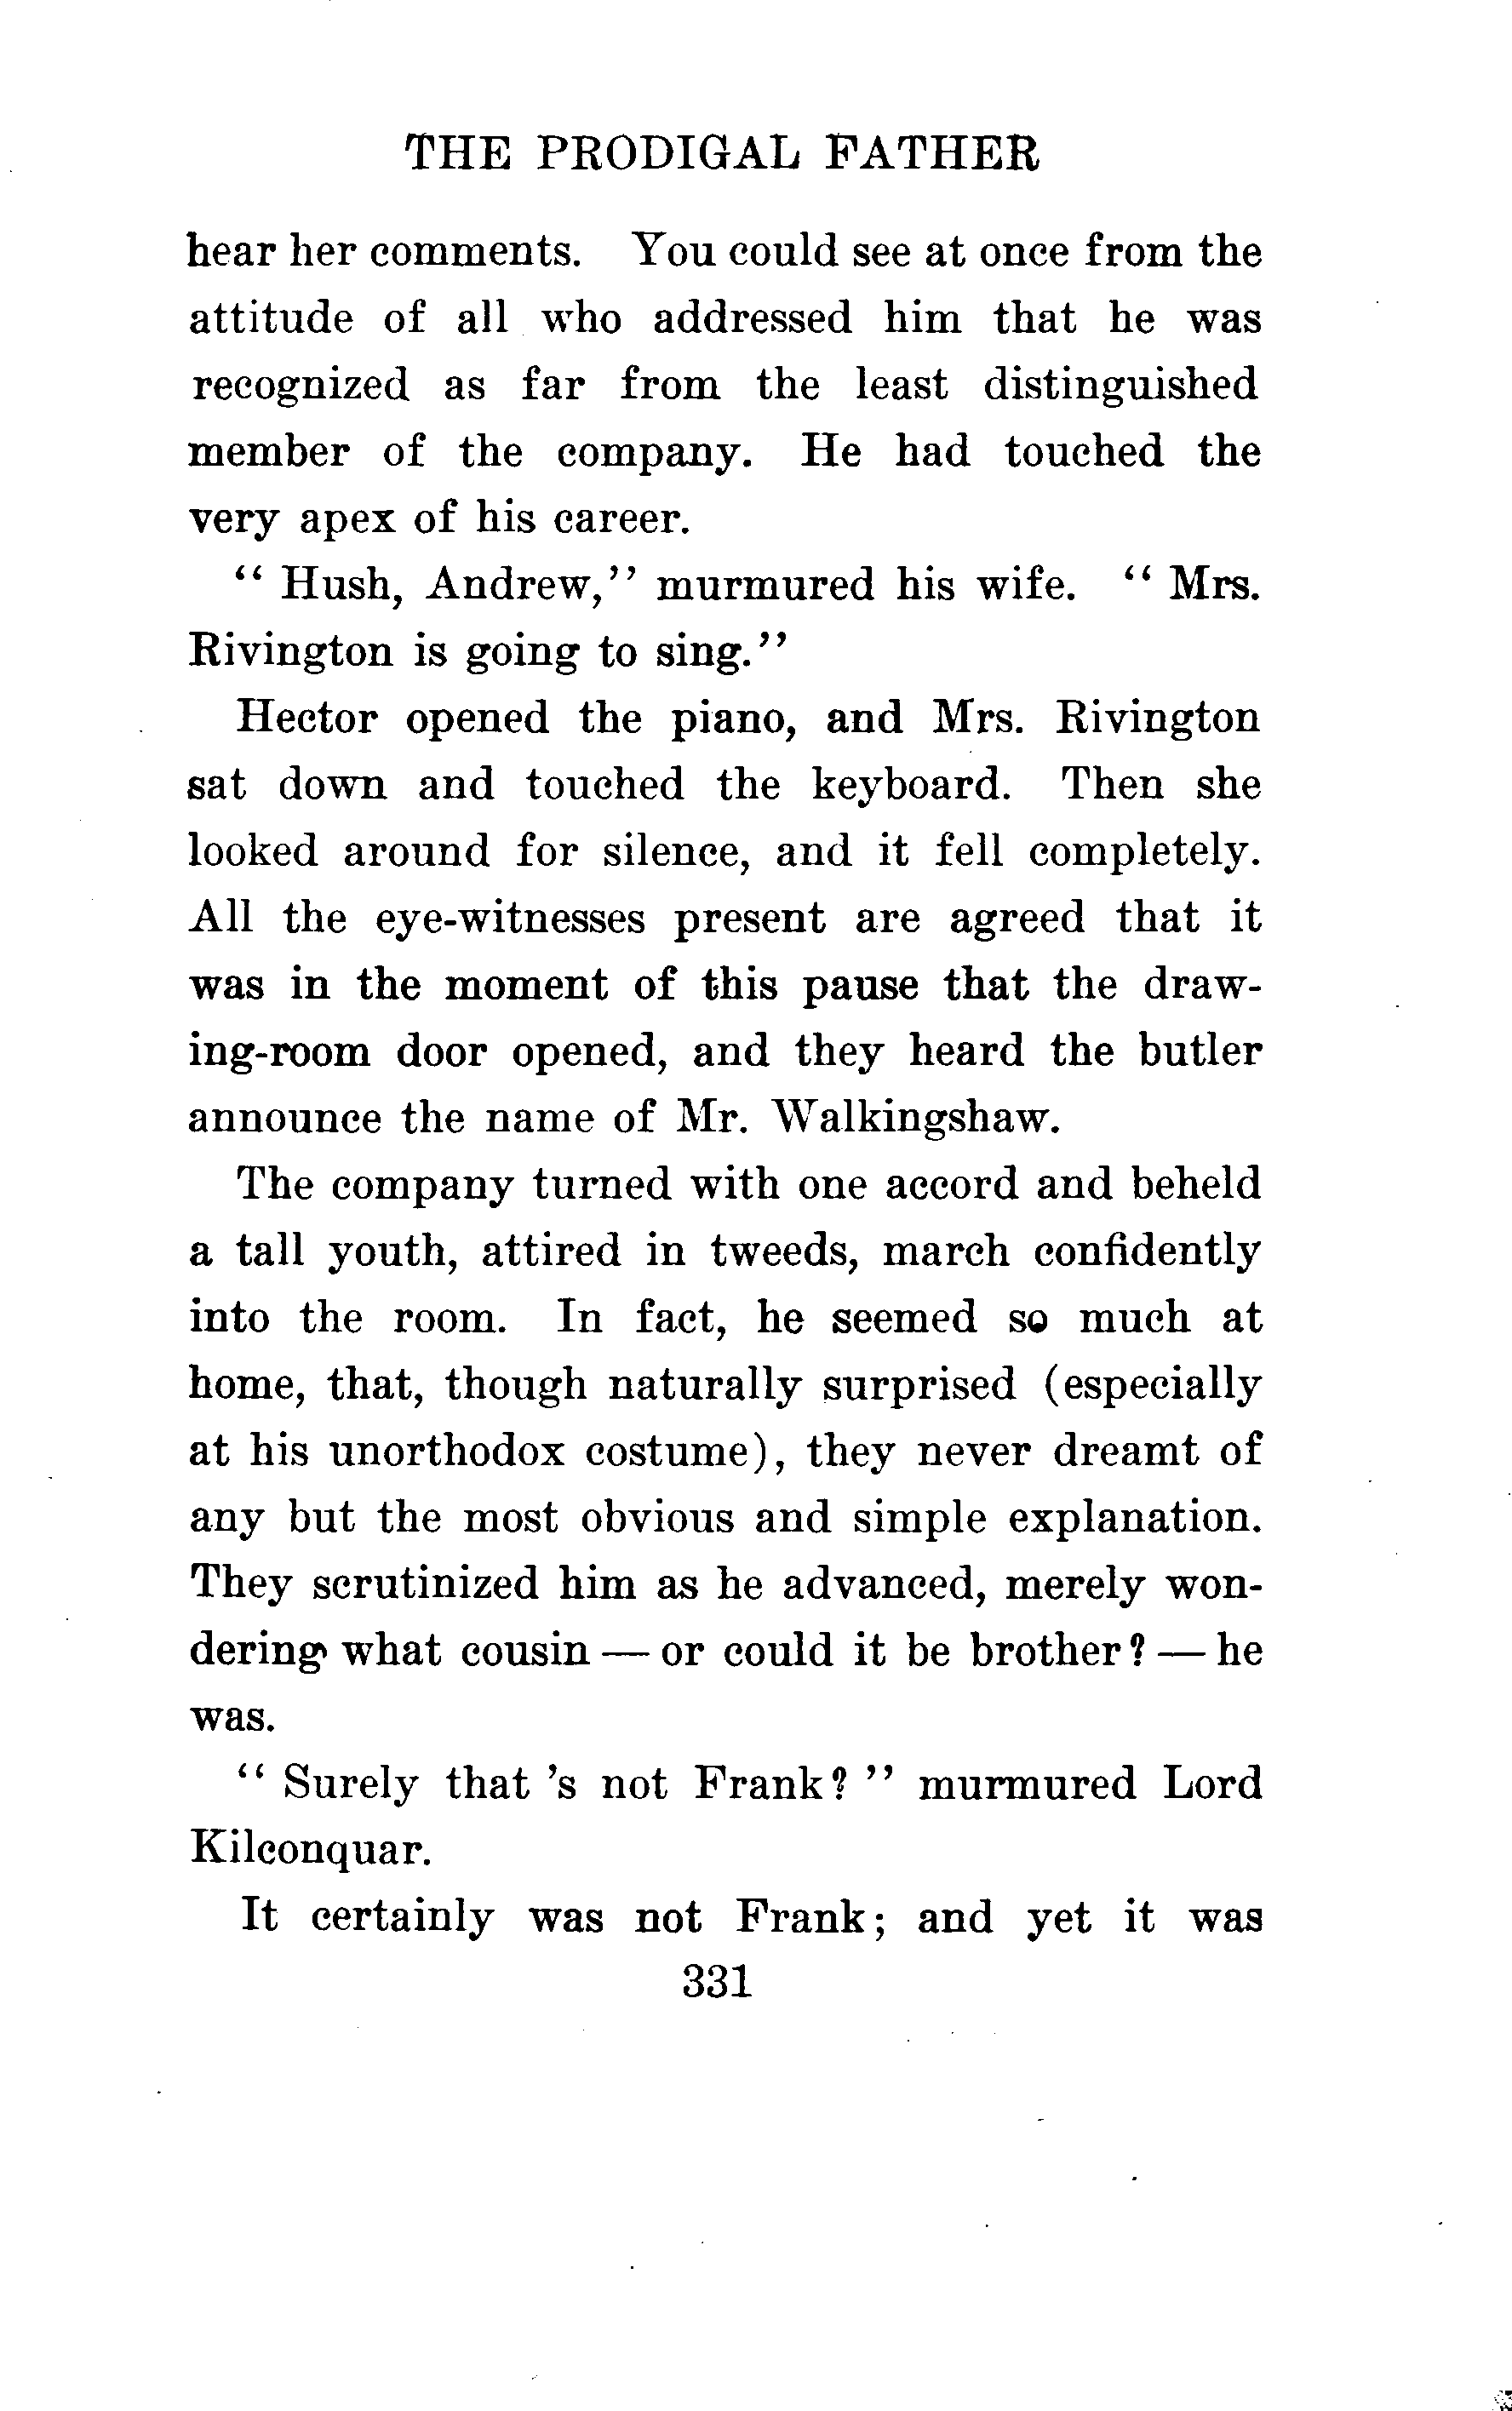 THE PRODIGAL FATHER
hear her comments. You could see at once from the
attitude of all who addressed him that he was
recognized as far from the least distinguished
member of the company. He had touched the
very apex of his career.
“ Hush, Andrew,” murmured his wife. “ Mrs.
Rivington is going to sing.”
Hector opened the piano, and Mrs. Rivington
sat down and touched the keyboard. Then she
looked around for silence, and it fell completely.
All the eye-witnesses present are agreed that it
was in the moment of this pause that the draw-
ing-room door opened, and they heard the butler
announce the name of Mr. Walkingshaw.
The company turned with one accord and beheld
a tall youth, attired in tweeds, march confidently
into the room. In fact, he seemed so much at
home, that, though naturally surprised (especially
at his unorthodox costume), they never dreamt of
any but the most obvious and simple explanation.
They scrutinized him as he advanced, merely won-
dering what cousin — or could it be brother? — he
was.
“ Surely that 's not Frank? ” murmured Lord
Kilconquar.
It certainly was not Frank; and yet it was
331